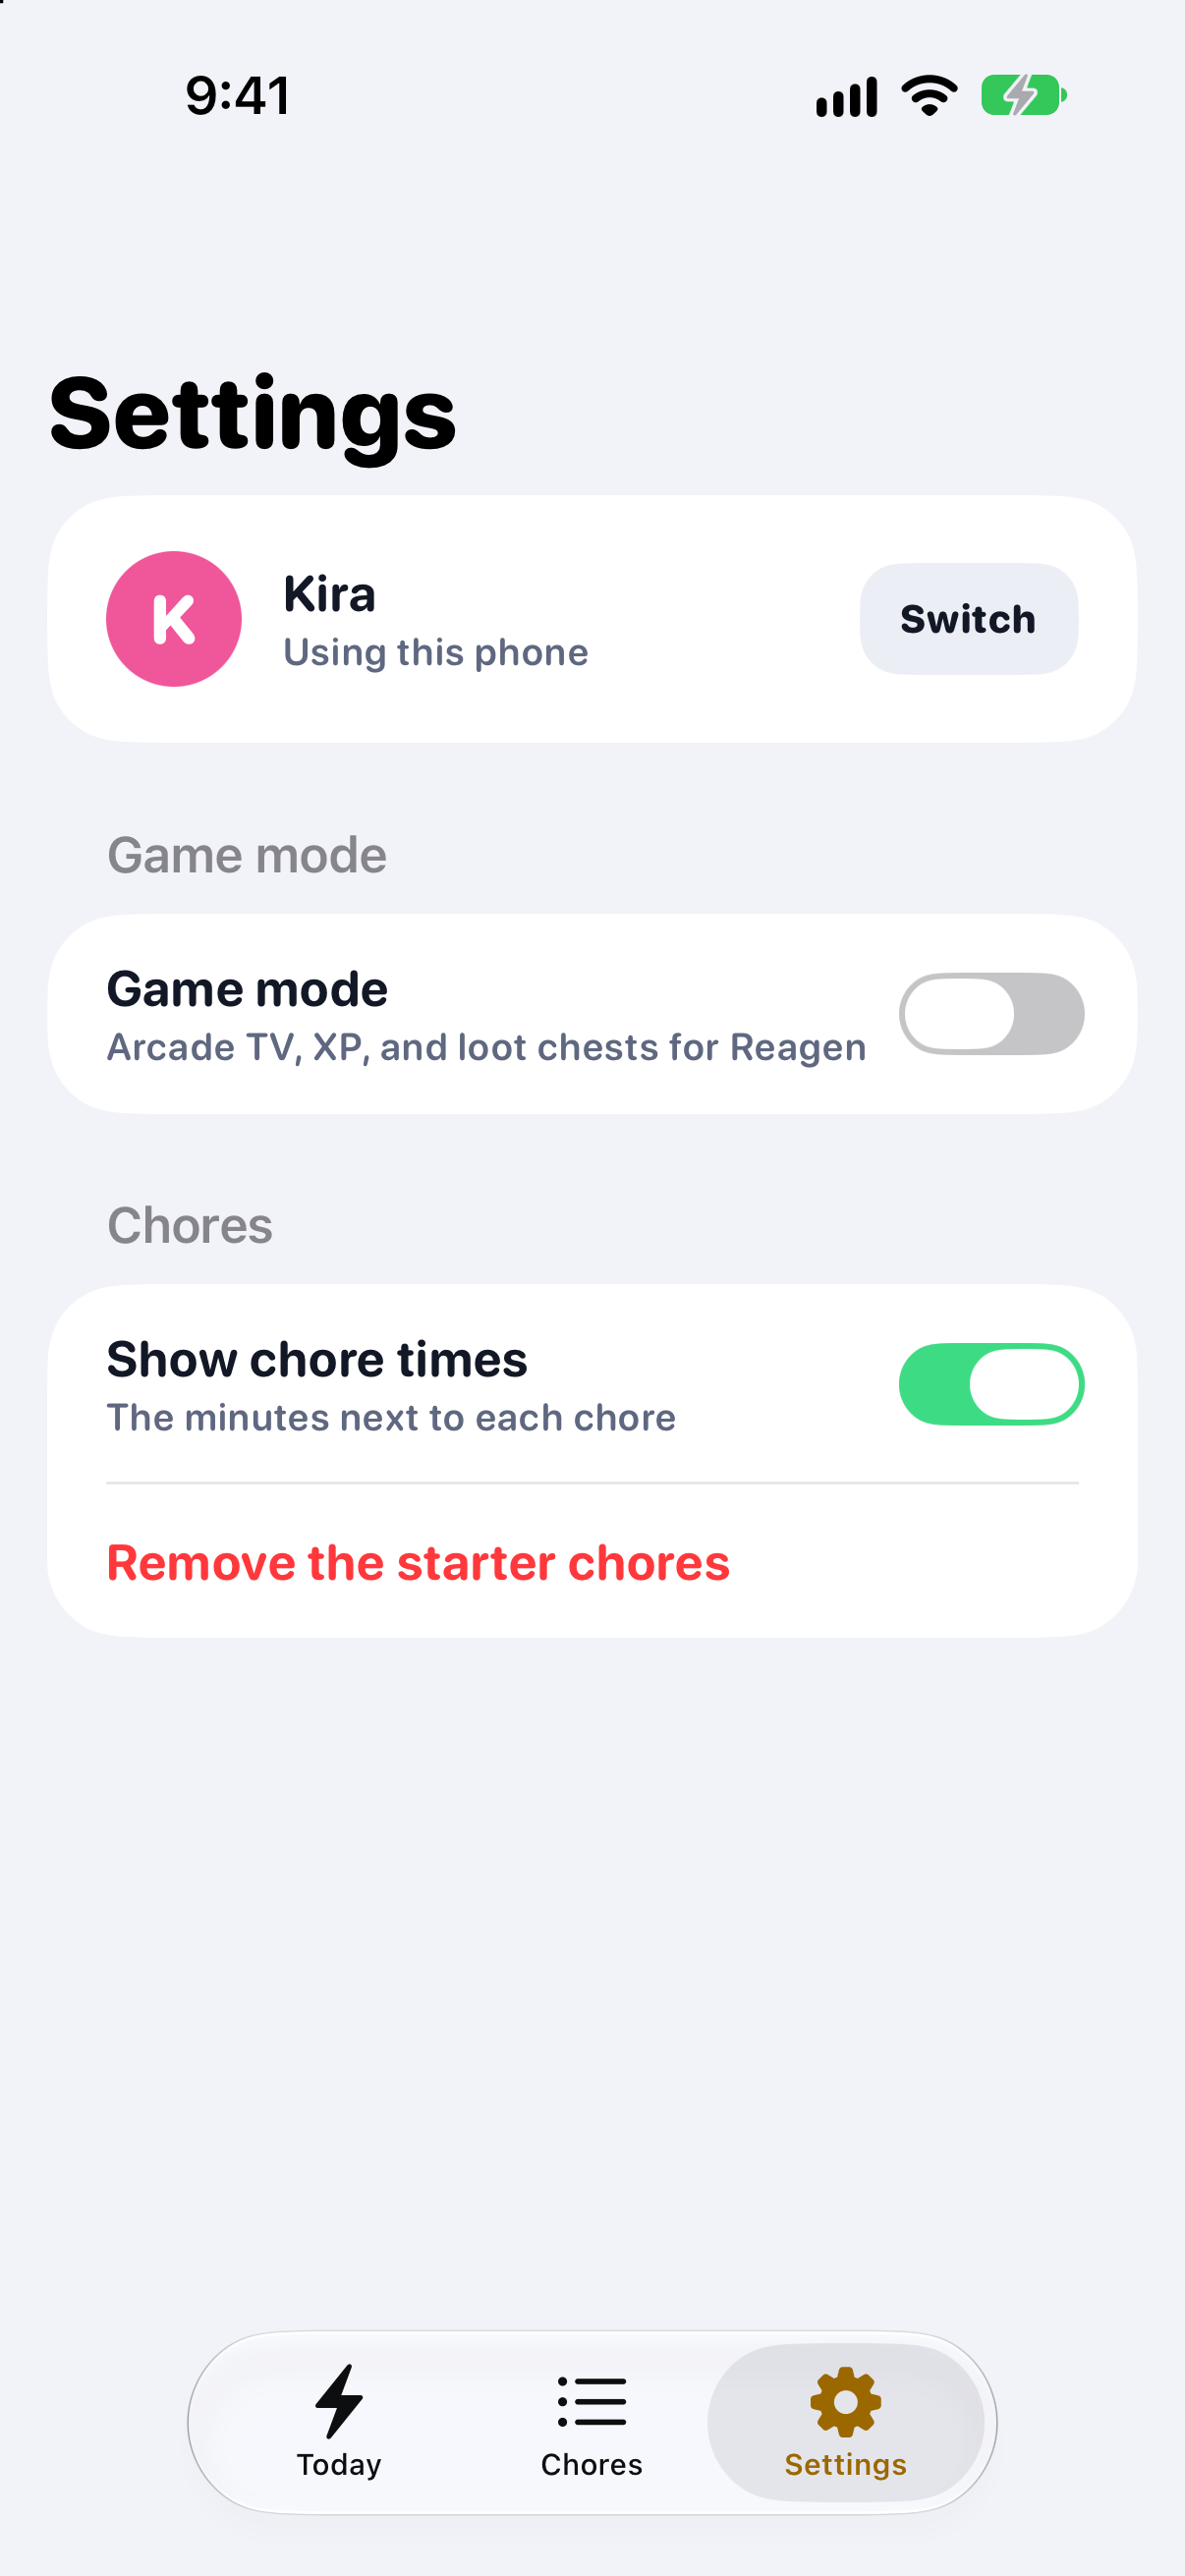 9:41
Settings
K
Kira
Using this phone
Switch
Game mode
Game mode
Arcade TV, XP, and loot chests for Reagen
Chores
Show chore times
The minutes next to each chore
Remove the starter chores
Today
Chores
Settings